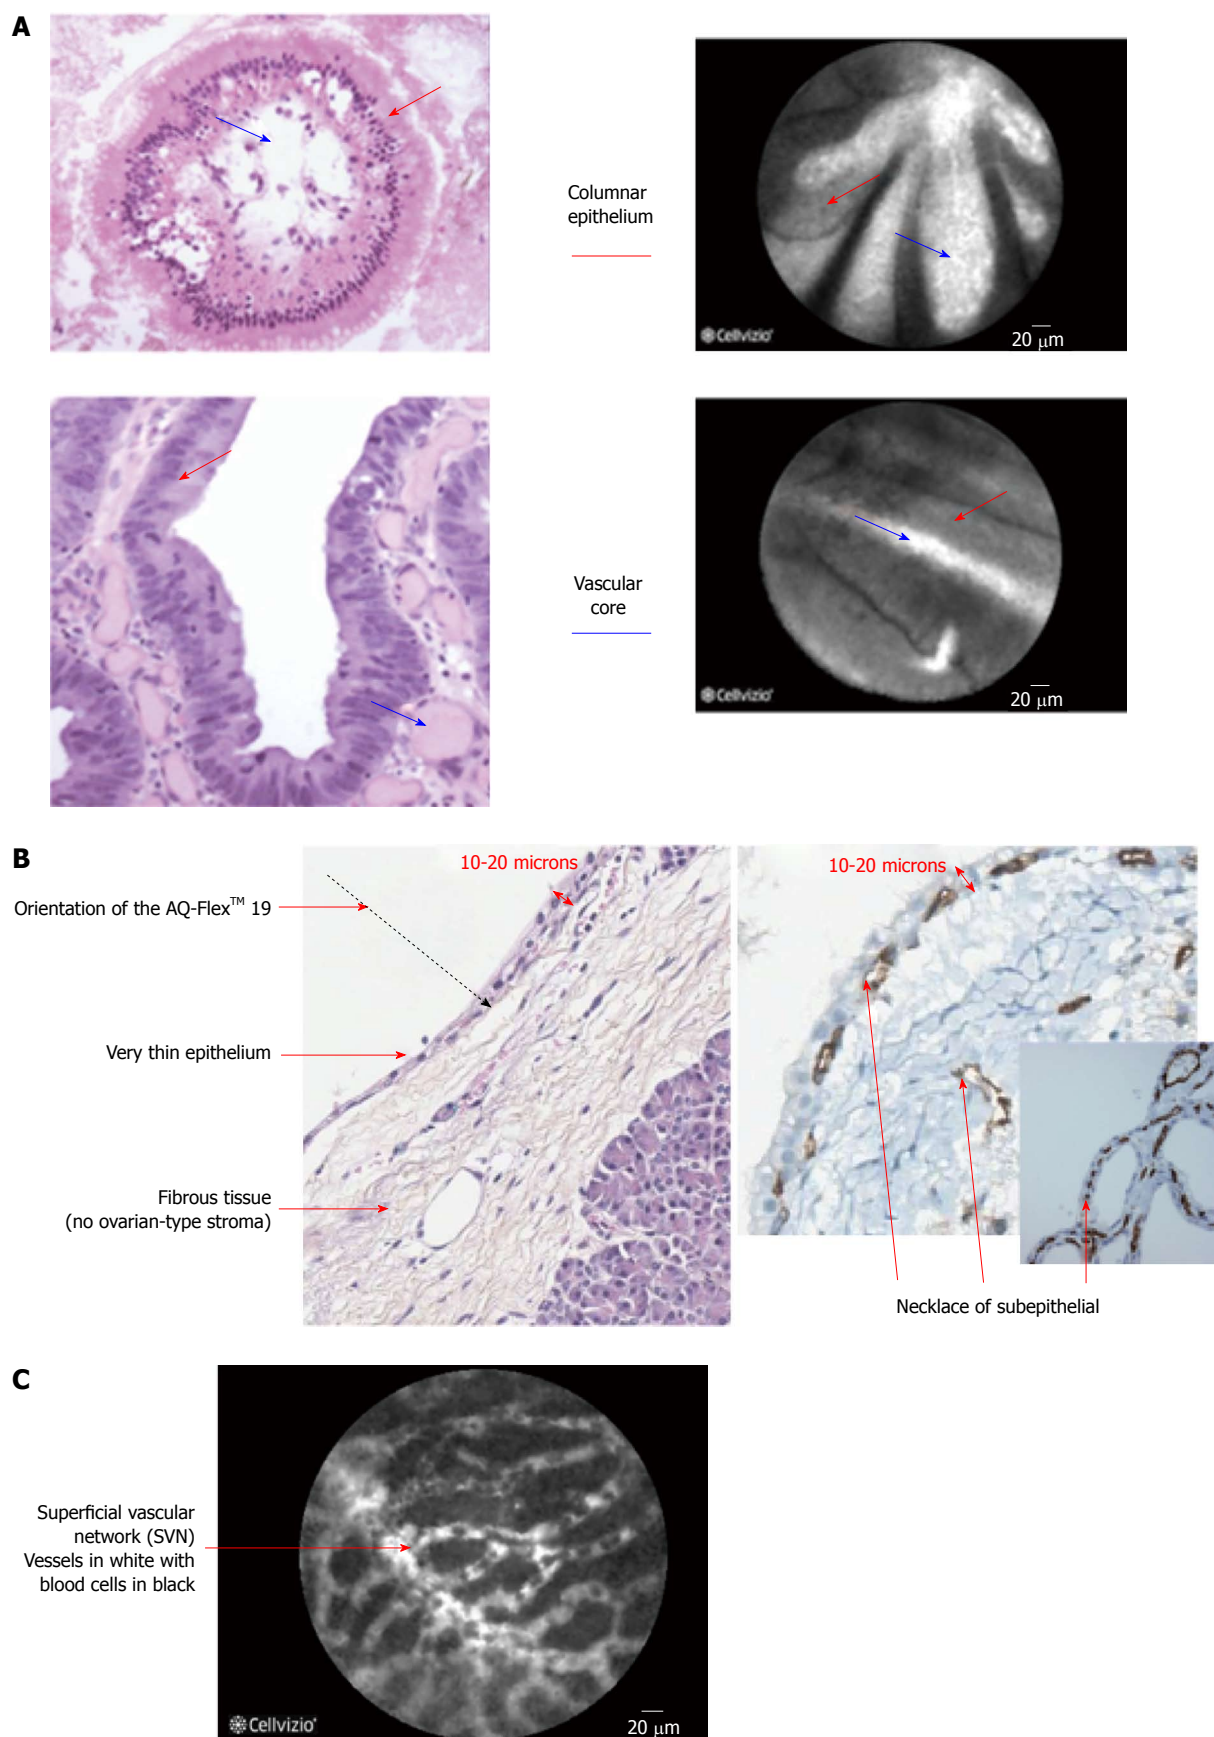 A
Columnar
epithelium
Cellvizio
20 μm
Vascular
core
Cellvizio
20 μm
B
10-20 microns
10-20 microns
Orientation of the AQ-Flex™ 19
Very thin epithelium
Fibrous tissue
(no ovarian-type stroma)
Necklace of subepithelial
C
Superficial vascular
network (SVN)
Vessels in white with
blood cells in black
Cellvizio
20 μm